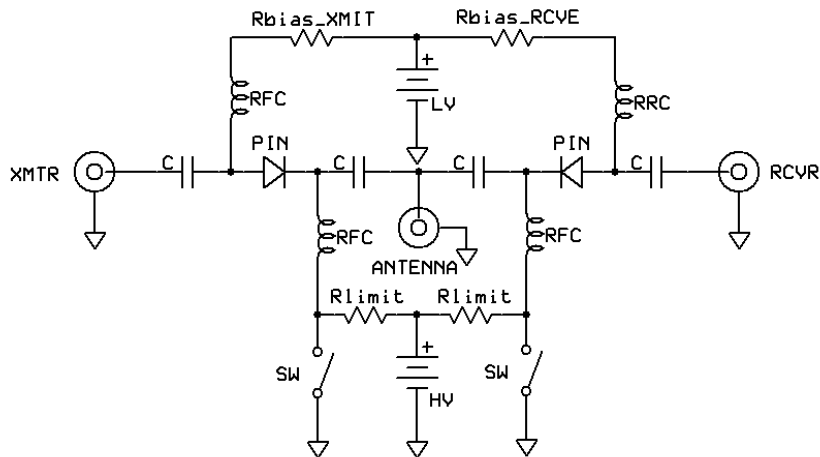 Rbias_XMIT Rbias_RCVE
+
RFC LV RRC
PIN PIN
XMTR C C C C RCVR
RFC RFC
ANTENNA
Rlimit Rlimit
+
SW SW
HV